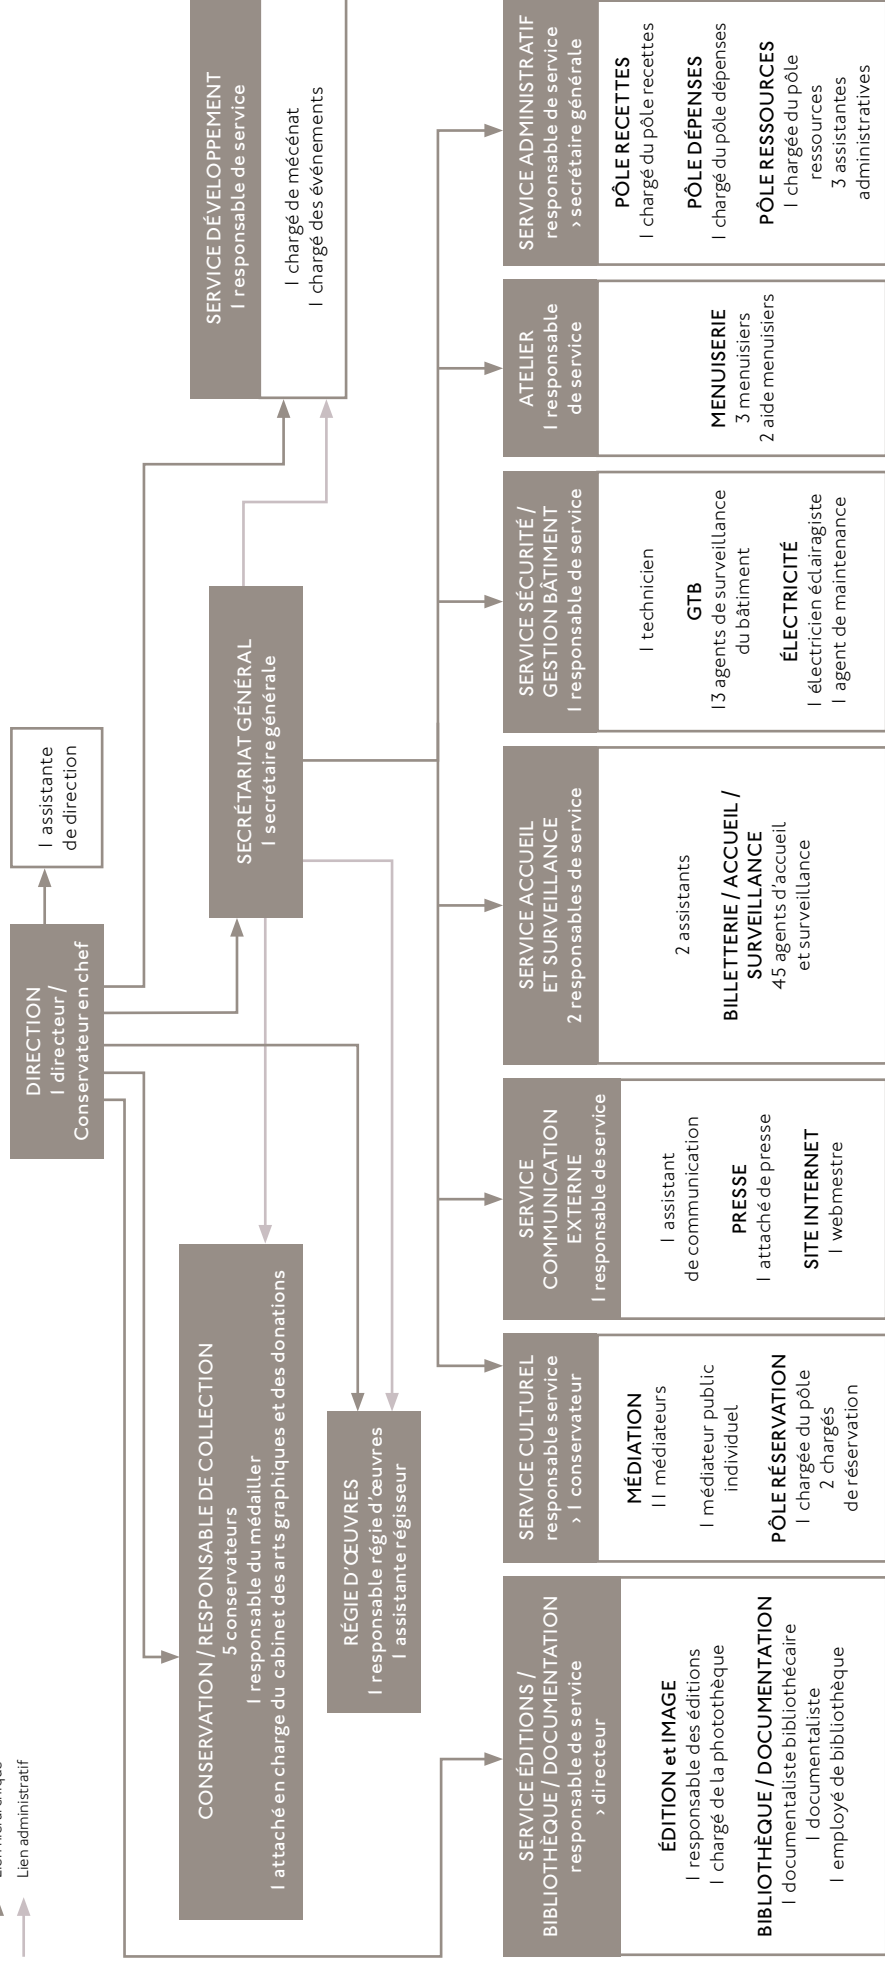 Lien hiérarchique
Lien administratif
DIRECTION
1 directeur /
Conservateur en chef
1 assistante
de direction
CONSERVATION / RESPONSABLE DE COLLECTION
5 conservateurs
1 responsable du médailler
1 attaché en charge du cabinet des arts graphiques et des donations
SECRÉTARIAT GÉNÉRAL
1 secrétaire générale
SERVICE DÉVELOPPEMENT
1 responsable de service
1 chargé de mécénat
1 chargé des événements
RÉGIE D'ŒUVRES
1 responsable régie d'œuvres
1 assistante régisseur
SERVICE ÉDITIONS /
BIBLIOTHÈQUE / DOCUMENTATION
responsable de service
› directeur
ÉDITION et IMAGE
1 responsable des éditions
1 chargé de la photothèque
BIBLIOTHÈQUE / DOCUMENTATION
1 documentaliste bibliothécaire
1 documentaliste
1 employé de bibliothèque
SERVICE CULTUREL
responsable service
› 1 conservateur
MÉDIATION
11 médiateurs
1 médiateur public
individuel
PÔLE RÉSERVATION
1 chargée du pôle
2 chargés
de réservation
SERVICE
COMMUNICATION
EXTERNE
1 responsable de service
1 assistant
de communication
PRESSE
1 attaché de presse
SITE INTERNET
1 webmestre
SERVICE ACCUEIL
ET SURVEILLANCE
2 responsables de service
2 assistants
BILLETTERIE / ACCUEIL /
SURVEILLANCE
45 agents d'accueil
et surveillance
SERVICE SÉCURITÉ /
GESTION BÂTIMENT
1 responsable de service
1 technicien
GTB
13 agents de surveillance
du bâtiment
ÉLECTRICITÉ
1 électricien éclairagiste
1 agent de maintenance
ATELIER
1 responsable
de service
MENUISERIE
3 menuisiers
2 aide menuisiers
SERVICE ADMINISTRATIF
responsable de service
› secrétaire générale
PÔLE RECETTES
1 chargé du pôle recettes
PÔLE DÉPENSES
1 chargé du pôle dépenses
PÔLE RESSOURCES
1 chargée du pôle
ressources
3 assistantes
administratives